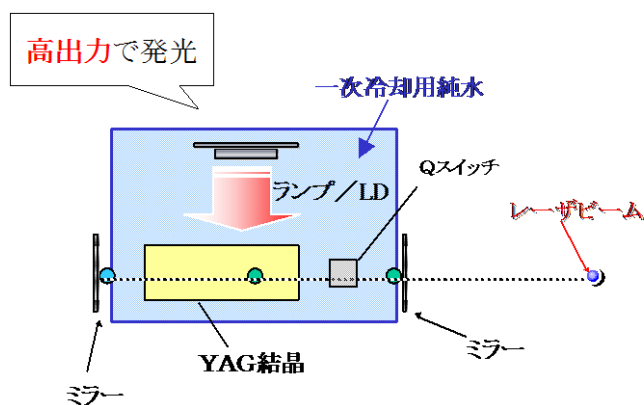 高出力で発光
一次冷却用純水
Qスイッチ
ランプ／LD
レーザビーム
YAG結晶
ミラー
ミラー